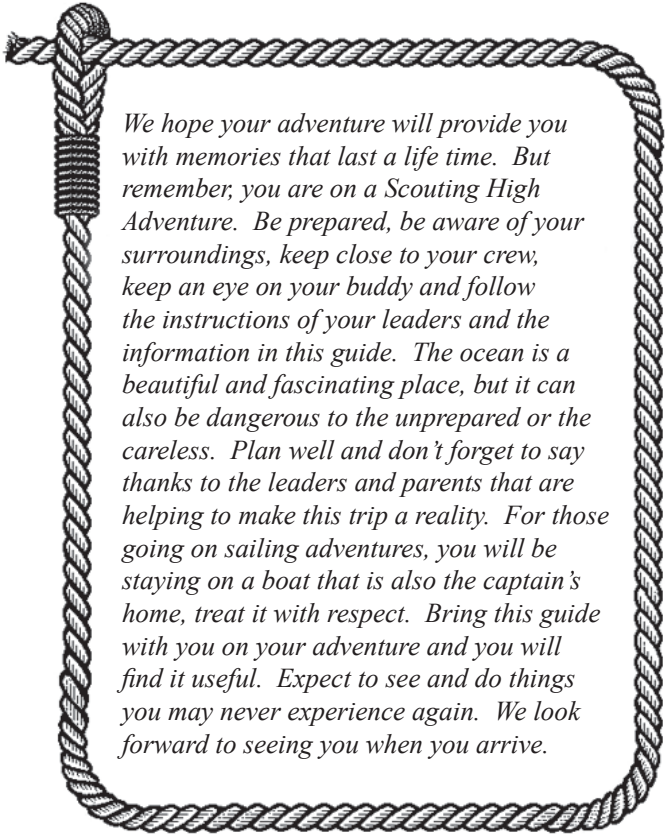 We hope your adventure will provide you
with memories that last a life time.  But
remember, you are on a Scouting High
Adventure.  Be prepared, be aware of your
surroundings, keep close to your crew,
keep an eye on your buddy and follow
the instructions of your leaders and the
information in this guide.  The ocean is a
beautiful and fascinating place, but it can
also be dangerous to the unprepared or the
careless.  Plan well and don’t forget to say
thanks to the leaders and parents that are
helping to make this trip a reality.  For those
going on sailing adventures, you will be
staying on a boat that is also the captain’s
home, treat it with respect.  Bring this guide
with you on your adventure and you will
find it useful.  Expect to see and do things
you may never experience again.  We look
forward to seeing you when you arrive.